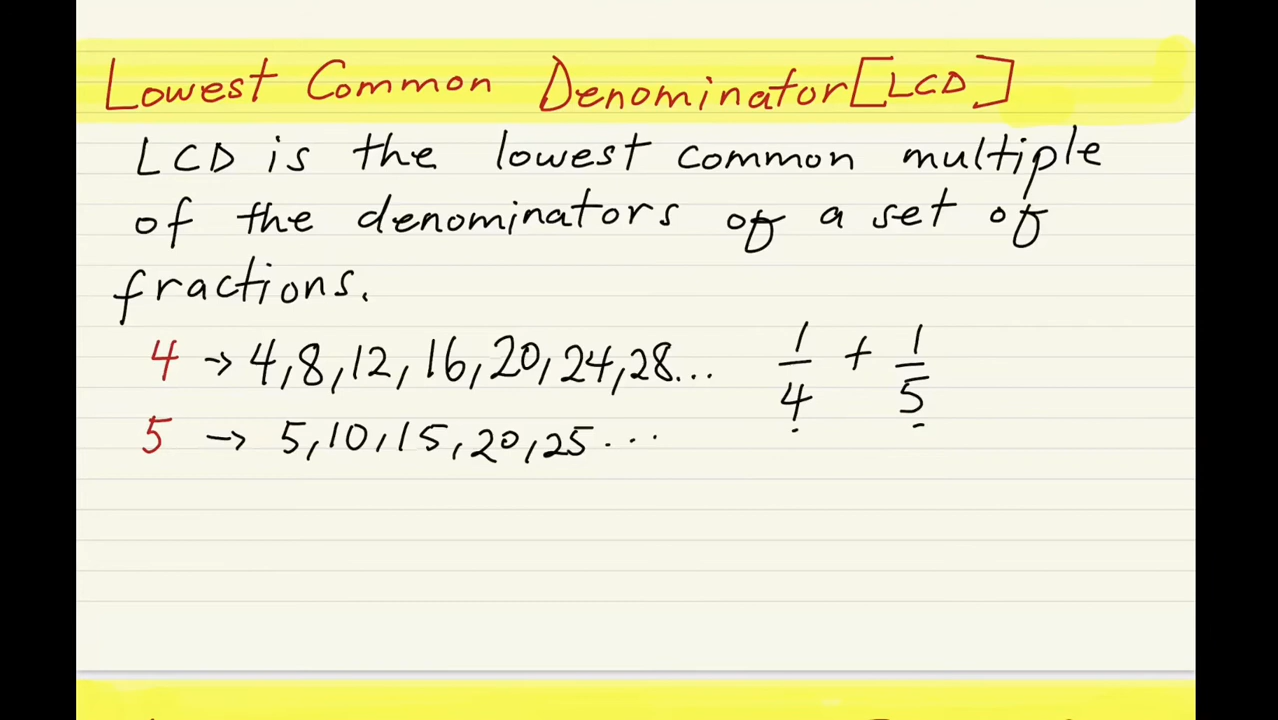 Lowest Common Denominator [LCD]
LCD is the lowest common multiple
of the denominators of a set of
fractions.
4 → 4, 8, 12, 16, 20, 24, 28... 1/4 + 1/5
5 → 5, 10, 15, 20, 25...